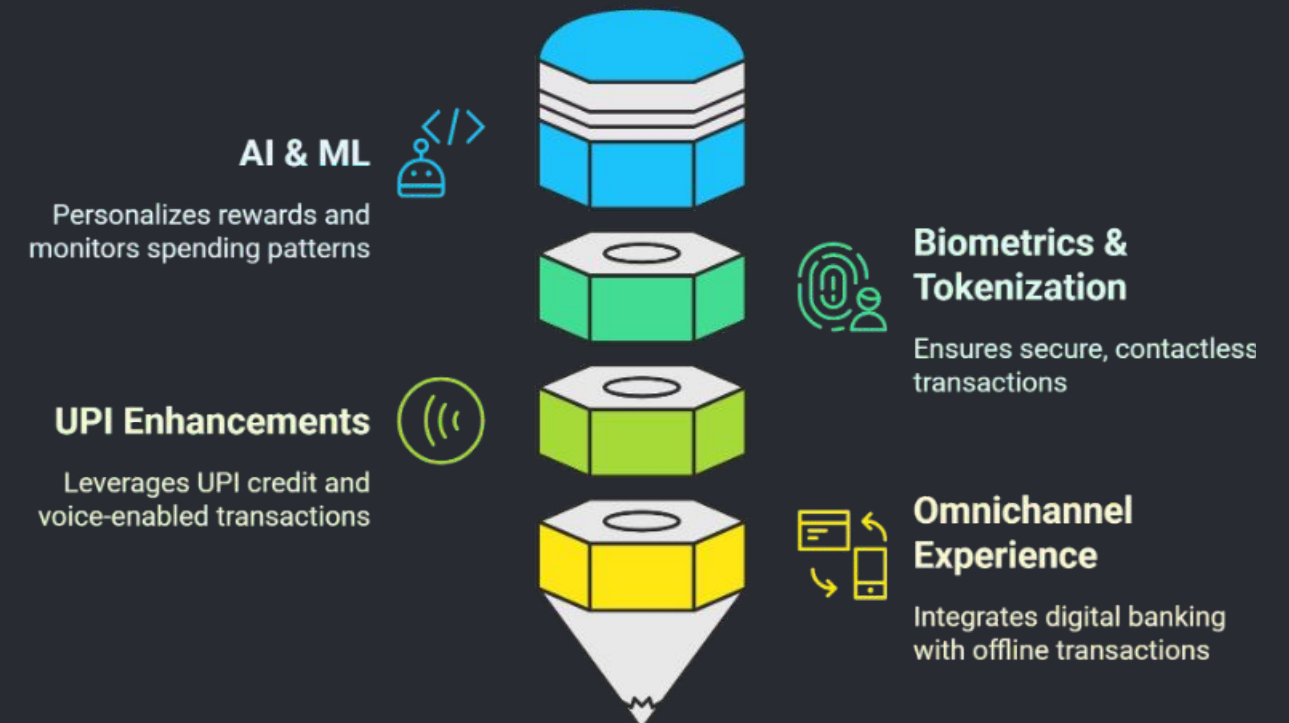 AI & ML
Personalizes rewards and
monitors spending patterns
Biometrics &
Tokenization
Ensures secure, contactless
transactions
UPI Enhancements
Leverages UPI credit and
voice-enabled transactions
Omnichannel
Experience
Integrates digital banking
with offline transactions